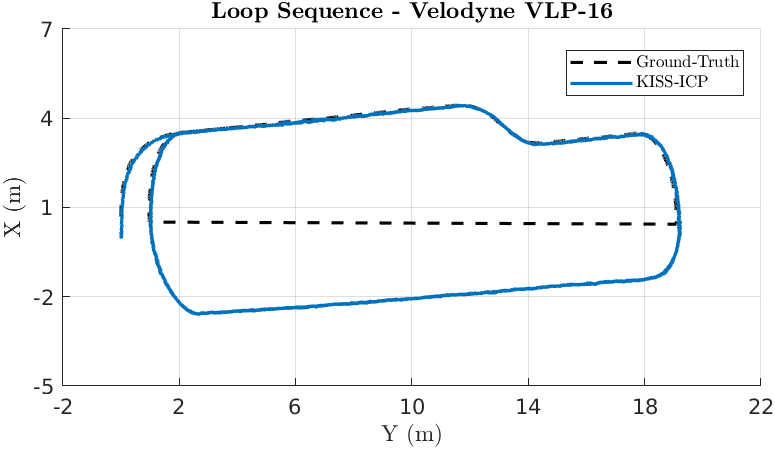 Loop Sequence - Velodyne VLP-16
Ground-Truth
KISS-ICP
7
4
1
-2
-5
X (m)
-2
2
6
10
14
18
22
Y (m)